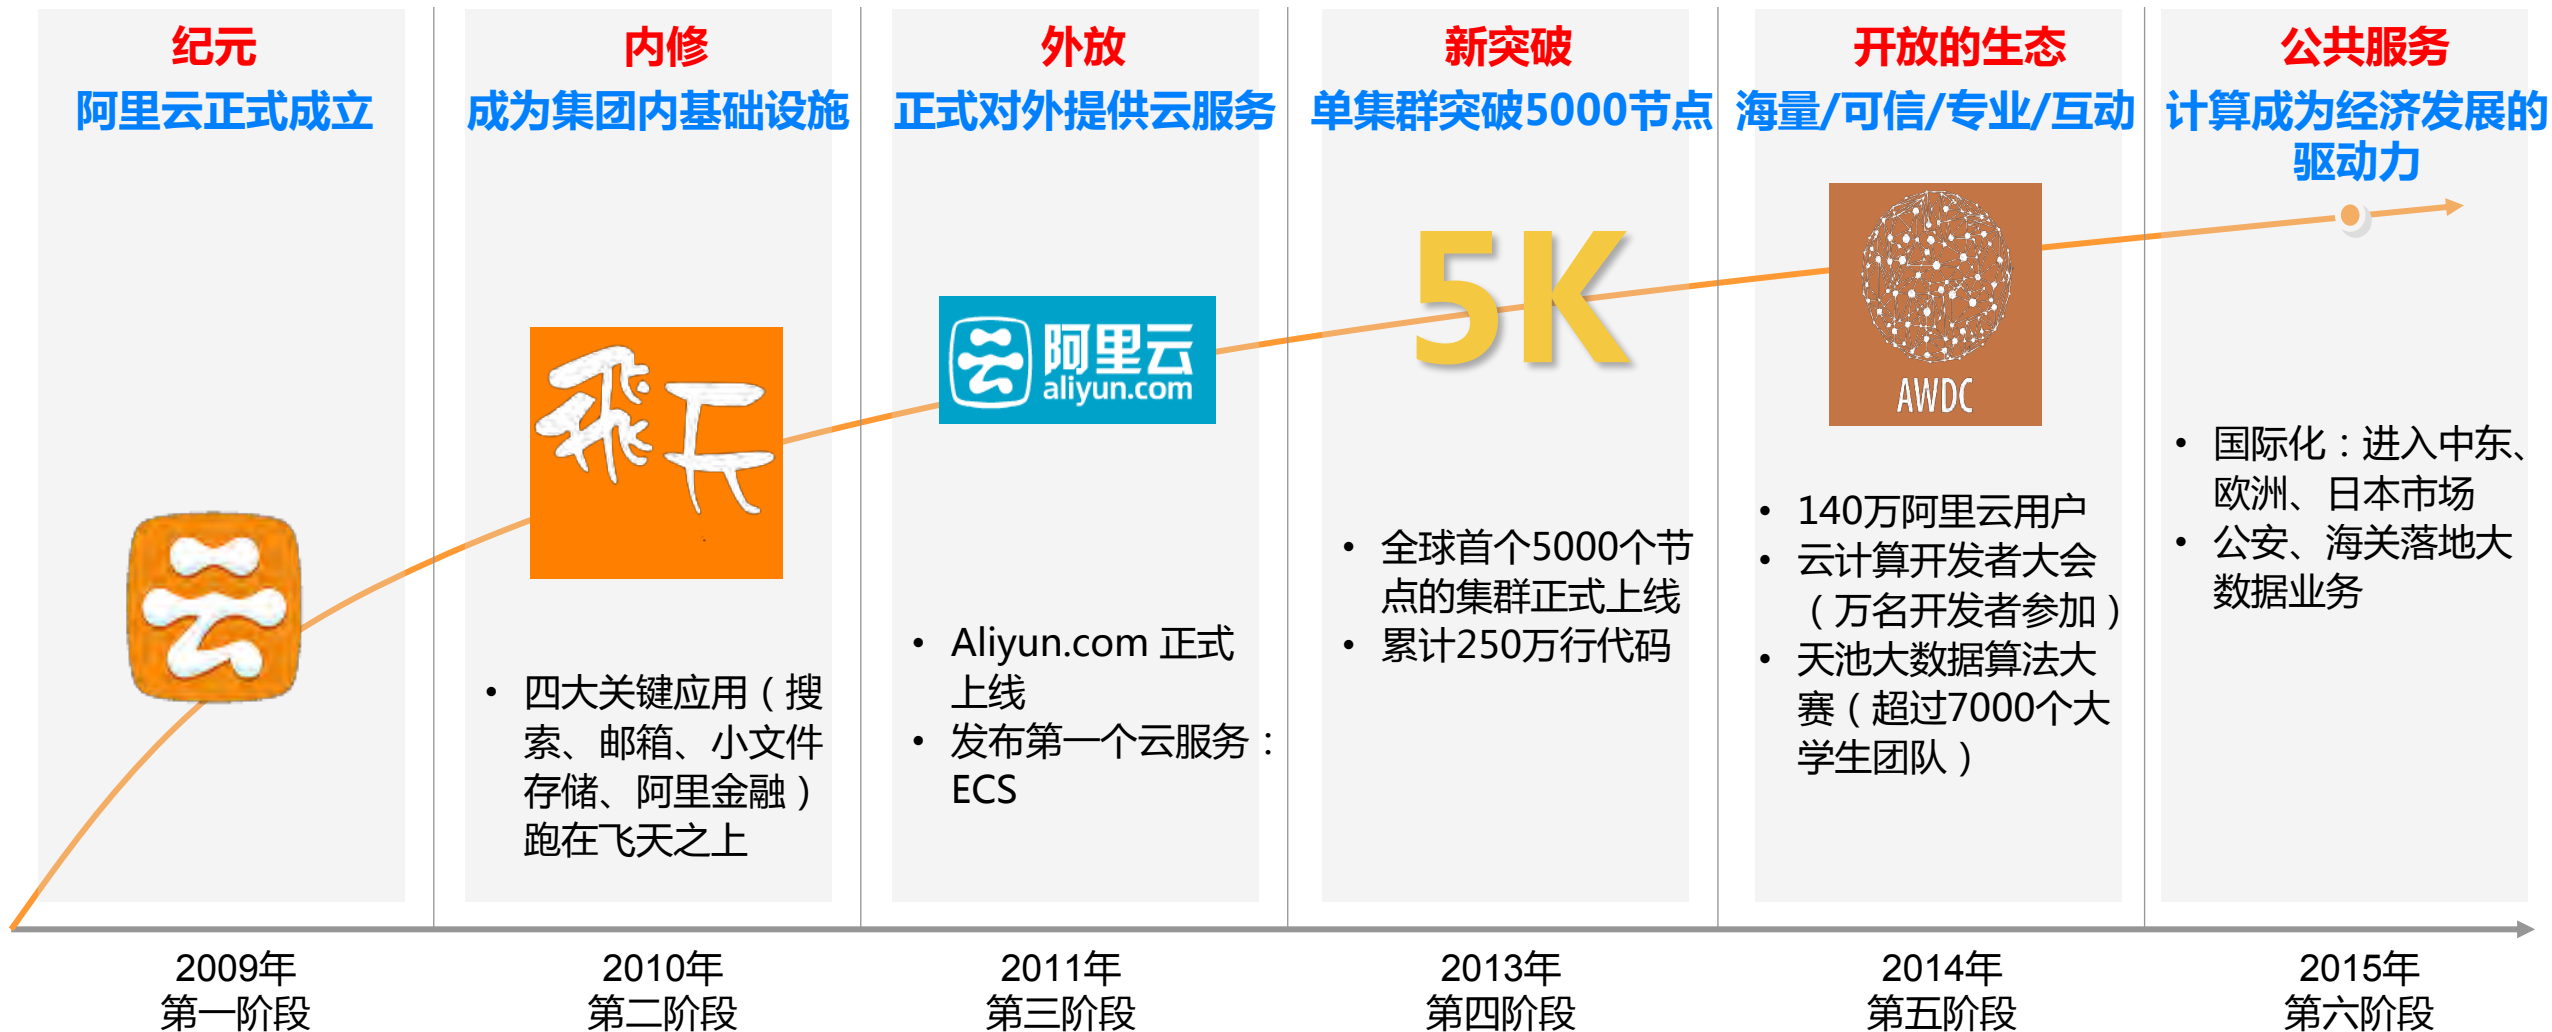 纪元
阿里云正式成立
2009年
第一阶段
内修
成为集团内基础设施
飛天
• 四大关键应用（搜
索、邮箱、小文件
存储、阿里金融）
跑在飞天之上
2010年
第二阶段
外放
正式对外提供云服务
阿里云
aliyun.com
• Aliyun.com 正式
上线
• 发布第一个云服务：
ECS
2011年
第三阶段
新突破
单集群突破5000节点
5K
• 全球首个5000个节
点的集群正式上线
• 累计250万行代码
2013年
第四阶段
开放的生态
海量/可信/专业/互动
AWDC
• 140万阿里云用户
• 云计算开发者大会
（万名开发者参加）
• 天池大数据算法大
赛（超过7000个大
学生团队）
2014年
第五阶段
公共服务
计算成为经济发展的
驱动力
• 国际化：进入中东、
欧洲、日本市场
• 公安、海关落地大
数据业务
2015年
第六阶段